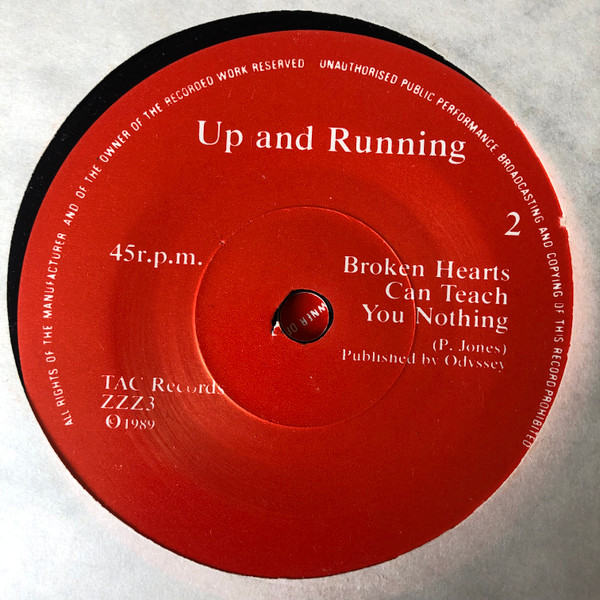 ALL RIGHTS OF THE MANUFACTURER AND OF THE OWNER OF THE RECORDED WORK RESERVED UNAUTHORISED PUBLIC PERFORMANCE BROADCASTING AND COPYING OF THIS RECORD PROHIBITED
Up and Running
2
45r.p.m.
Broken Hearts
Can Teach
You Nothing
(P. Jones)
Published by Odyssey
TAC Records
ZZZ3
℗1989
WNER OF